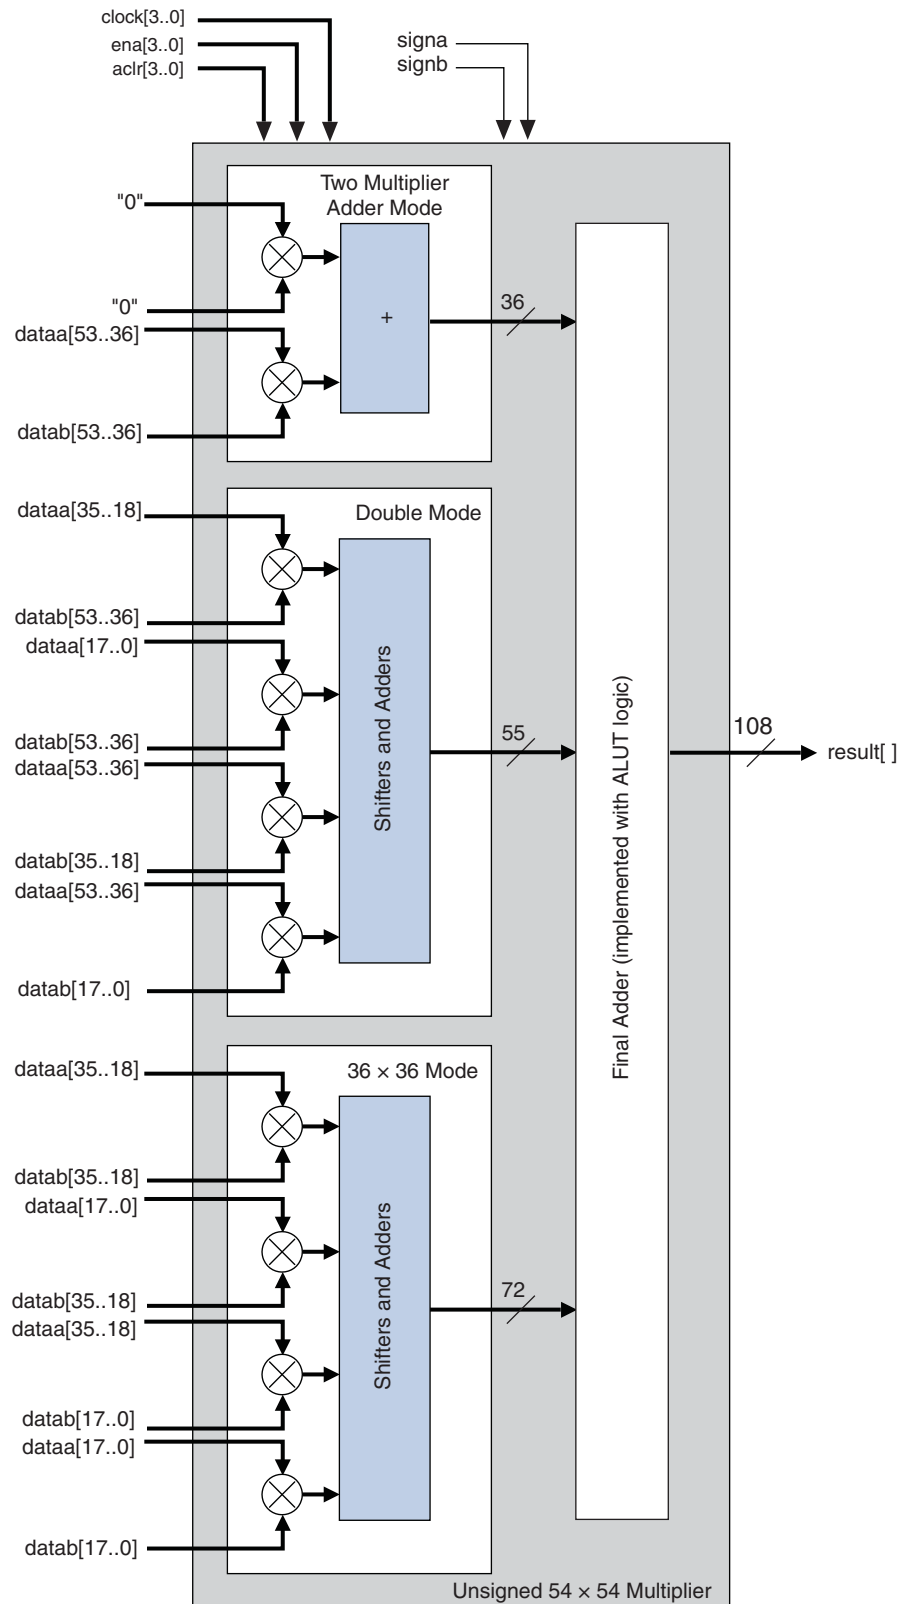 clock[3..0]
ena[3..0]
aclr[3..0]
signa
signb
Two Multiplier
Adder Mode
"0"
"0"
dataa[53..36]
datab[53..36]
+
36
Double Mode
dataa[35..18]
datab[53..36]
dataa[17..0]
datab[53..36]
dataa[53..36]
datab[35..18]
dataa[53..36]
datab[17..0]
Shifters and Adders
55
36 × 36 Mode
dataa[35..18]
datab[35..18]
dataa[17..0]
datab[35..18]
dataa[35..18]
datab[17..0]
dataa[17..0]
datab[17..0]
Shifters and Adders
72
Final Adder (implemented with ALUT logic)
108
result[ ]
Unsigned 54 × 54 Multiplier